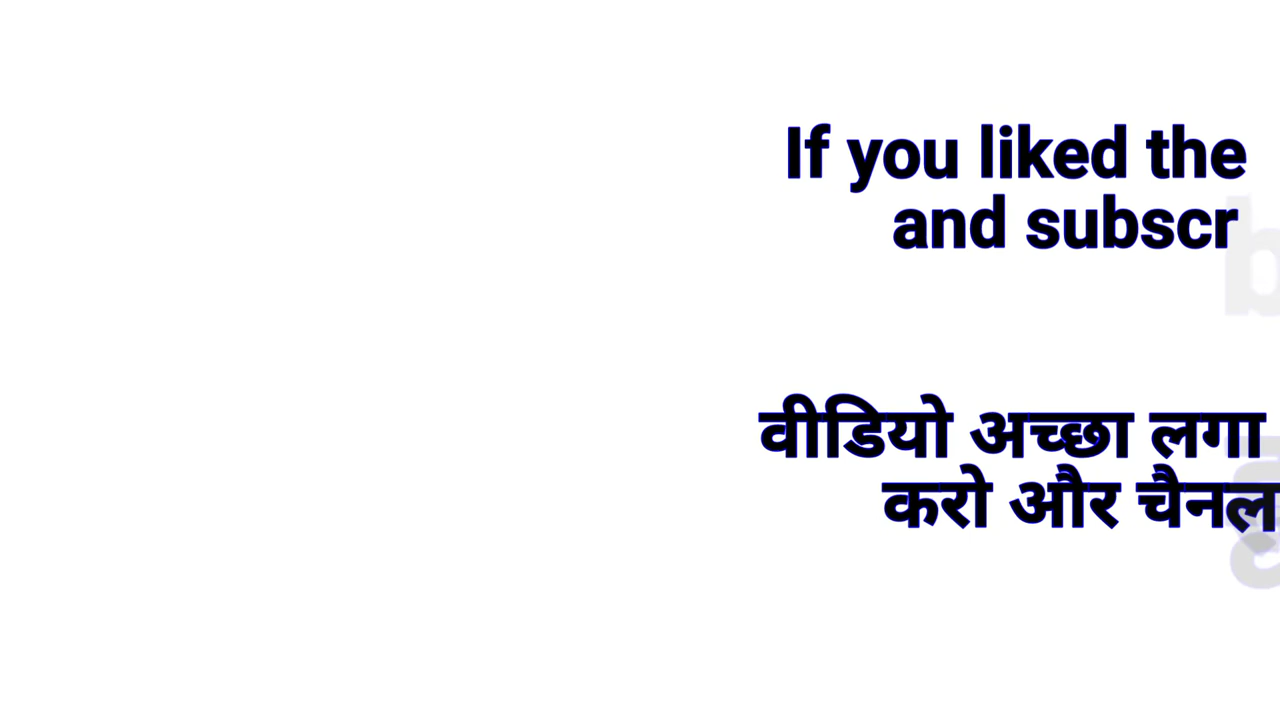 If you liked the
and subscr
वीडियो अच्छा लगा
करो और चैनल